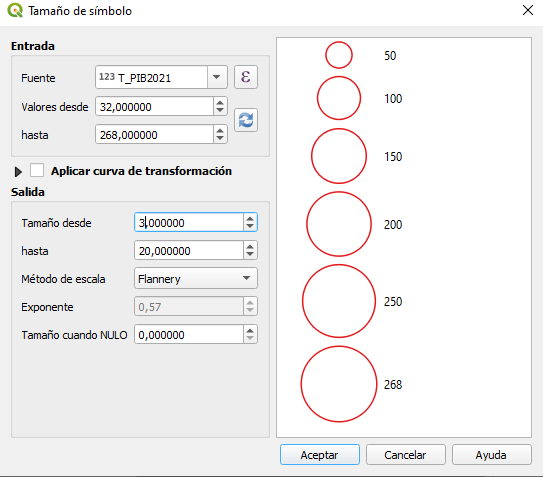 Tamaño de símbolo
Entrada
Fuente 123 T_PIB2021 ε
Valores desde 32,000000
hasta 268,000000
Aplicar curva de transformación
Salida
Tamaño desde 3,000000
hasta 20,000000
Método de escala Flannery
Exponente 0,57
Tamaño cuando NULO 0,000000
50
100
150
200
250
268
Aceptar Cancelar Ayuda